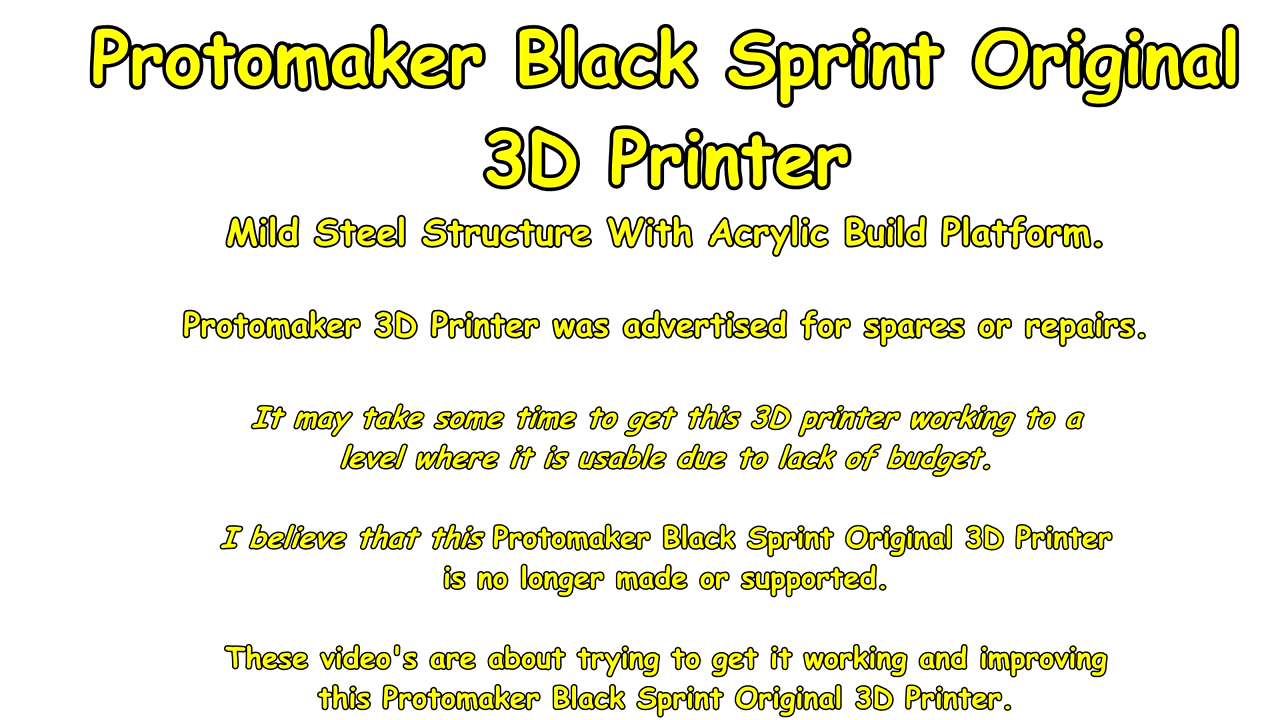 Protomaker Black Sprint Original
3D Printer
Mild Steel Structure With Acrylic Build Platform.
Protomaker 3D Printer was advertised for spares or repairs.
It may take some time to get this 3D printer working to a
level where it is usable due to lack of budget.
I believe that this Protomaker Black Sprint Original 3D Printer
is no longer made or supported.
These video's are about trying to get it working and improving
this Protomaker Black Sprint Original 3D Printer.